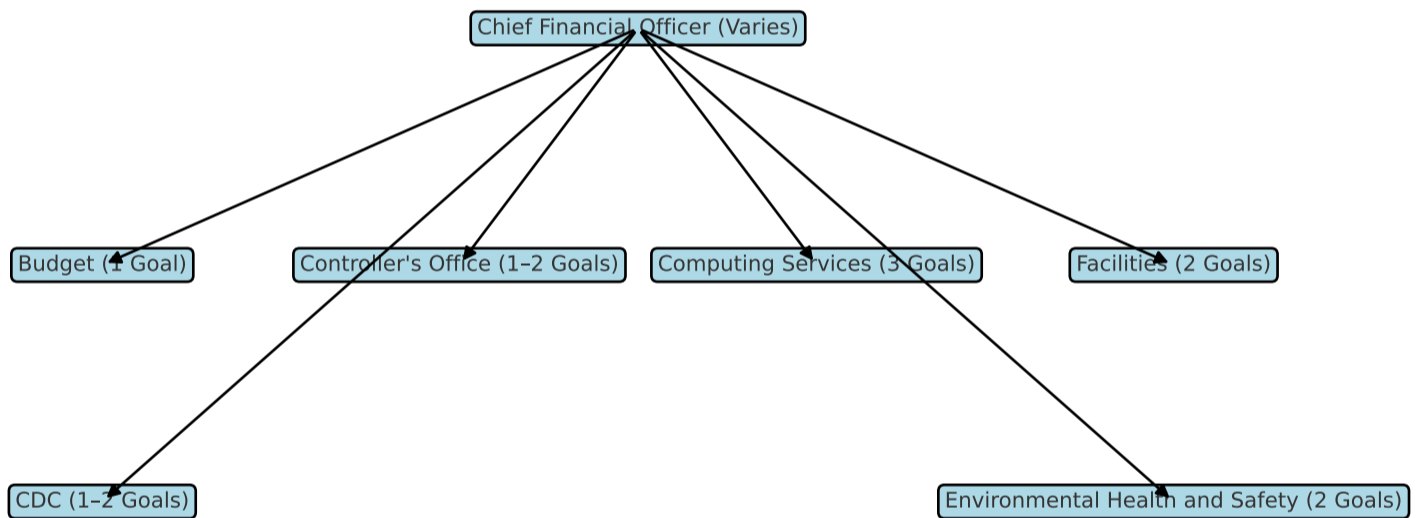 Chief Financial Officer (Varies)
Budget (1 Goal)
Controller's Office (1–2 Goals)
Computing Services (3 Goals)
Facilities (2 Goals)
CDC (1–2 Goals)
Environmental Health and Safety (2 Goals)